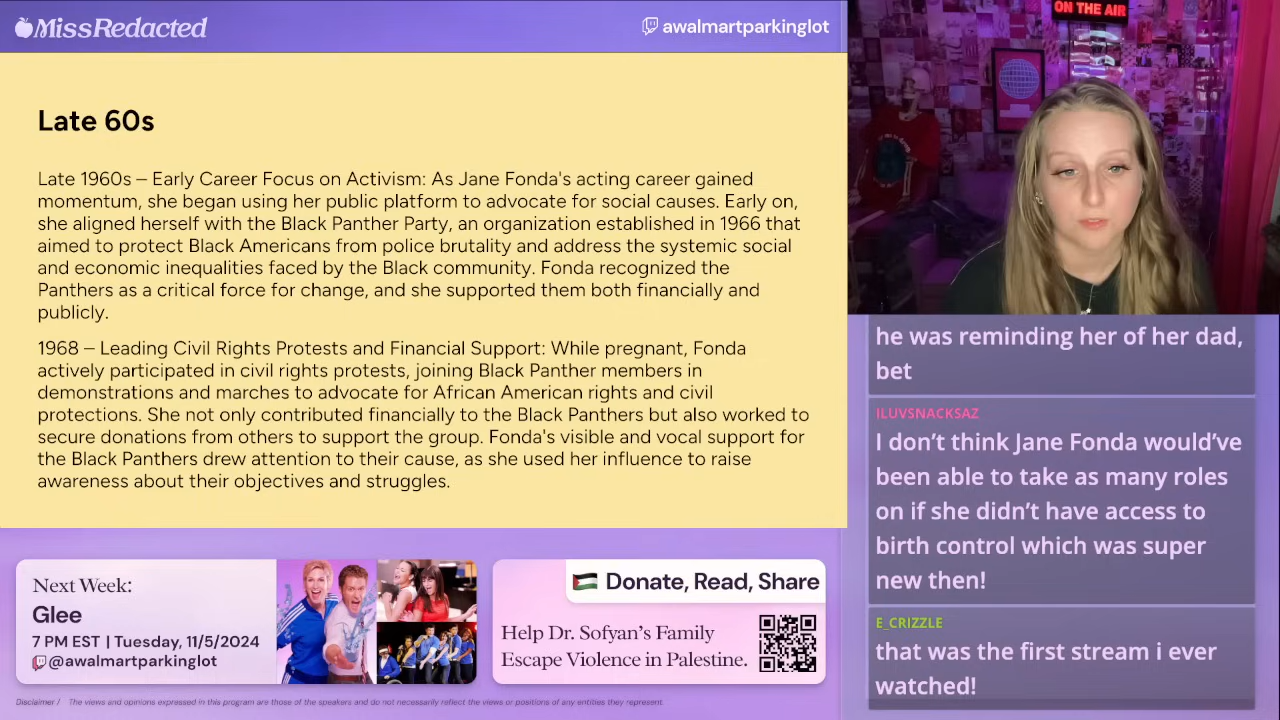 MissRedacted
awalmartparkinglot
ON THE AIR
Late 60s
Late 1960s – Early Career Focus on Activism: As Jane Fonda's acting career gained
momentum, she began using her public platform to advocate for social causes. Early on,
she aligned herself with the Black Panther Party, an organization established in 1966 that
aimed to protect Black Americans from police brutality and address the systemic social
and economic inequalities faced by the Black community. Fonda recognized the
Panthers as a critical force for change, and she supported them both financially and
publicly.
1968 – Leading Civil Rights Protests and Financial Support: While pregnant, Fonda
actively participated in civil rights protests, joining Black Panther members in
demonstrations and marches to advocate for African American rights and civil
protections. She not only contributed financially to the Black Panthers but also worked to
secure donations from others to support the group. Fonda's visible and vocal support for
the Black Panthers drew attention to their cause, as she used her influence to raise
awareness about their objectives and struggles.
he was reminding her of her dad,
bet
ILUVSNACKSAZ
I don't think Jane Fonda would've
been able to take as many roles
on if she didn't have access to
birth control which was super
new then!
E_CRIZZLE
that was the first stream i ever
watched!
Next Week:
Glee
7 PM EST | Tuesday, 11/5/2024
@awalmartparkinglot
Donate, Read, Share
Help Dr. Sofyan's Family
Escape Violence in Palestine.
Disclaimer / The views and opinions expressed in this program are those of the speakers and do not necessarily reflect the views or positions of any entities they represent.